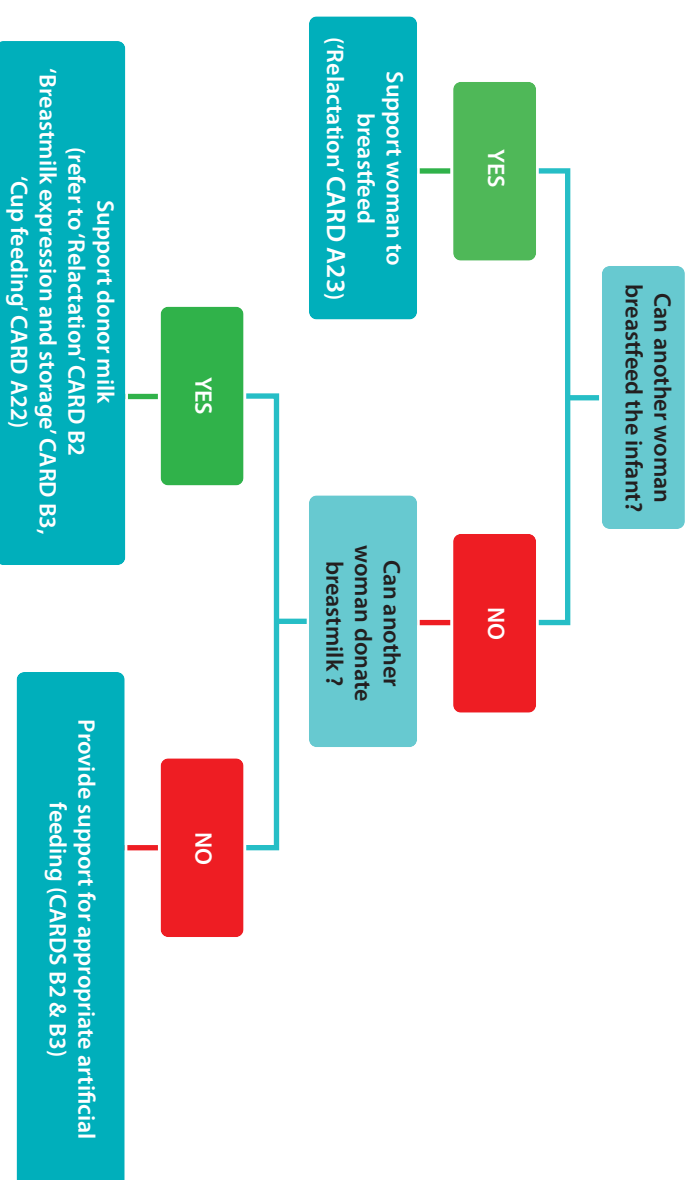 Can another woman
breastfeed the infant?
YES
NO
Support woman to
breastfeed
(‘Relactation’ CARD A23)
Can another
woman donate
breastmilk ?
YES
NO
Support donor milk
(refer to ‘Relactation’ CARD B2
‘Breastmilk expression and storage’ CARD B3,
‘Cup feeding’ CARD A22)
Provide support for appropriate artificial
feeding (CARDS B2 & B3)